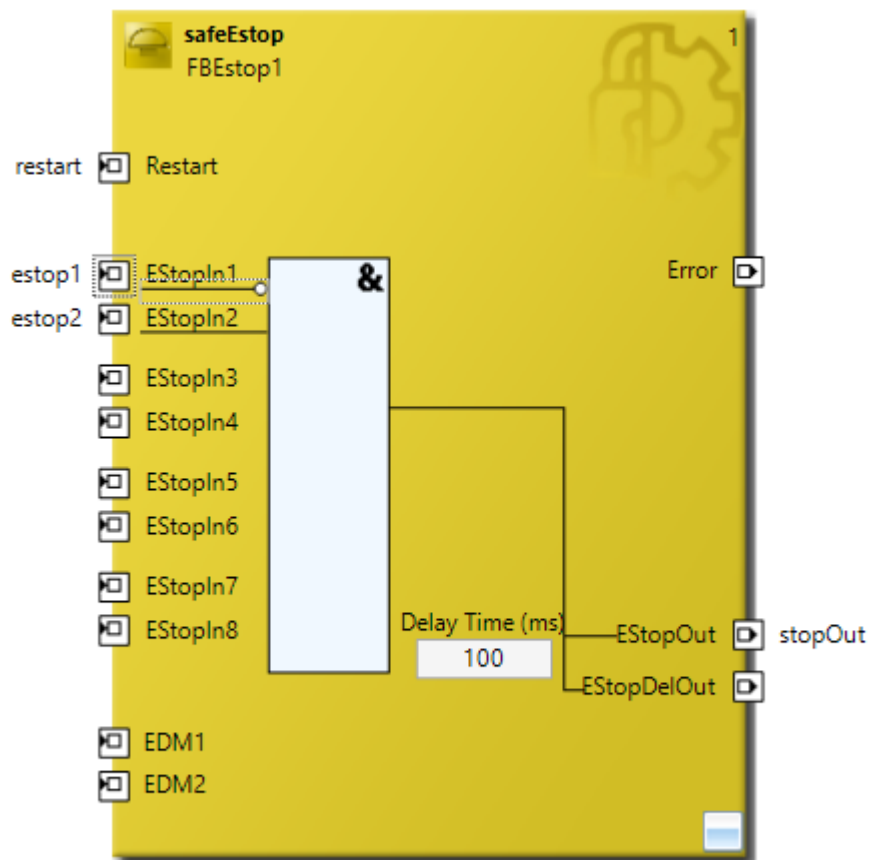 safeEstop
FBEstop1
1
restart
Restart
estop1
EStopIn1
&
Error
estop2
EStopIn2
EStopIn3
EStopIn4
EStopIn5
EStopIn6
EStopIn7
EStopIn8
Delay Time (ms)
100
EStopOut
stopOut
EStopDelOut
EDM1
EDM2